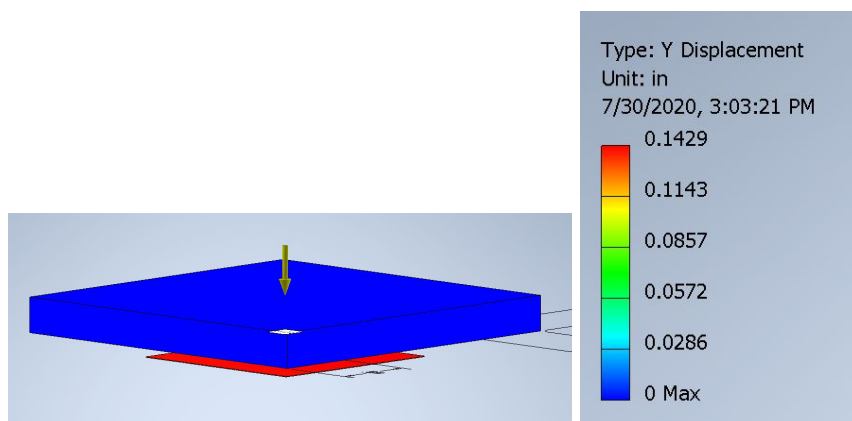 Type: Y Displacement
Unit: in
7/30/2020, 3:03:21 PM
0.1429
0.1143
0.0857
0.0572
0.0286
0 Max